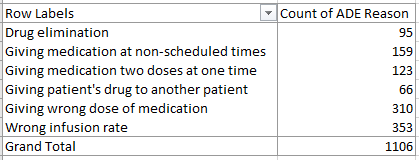 Row Labels Count of ADE Reason
Drug elimination 95
Giving medication at non-scheduled times 159
Giving medication two doses at one time 123
Giving patient's drug to another patient 66
Giving wrong dose of medication 310
Wrong infusion rate 353
Grand Total 1106